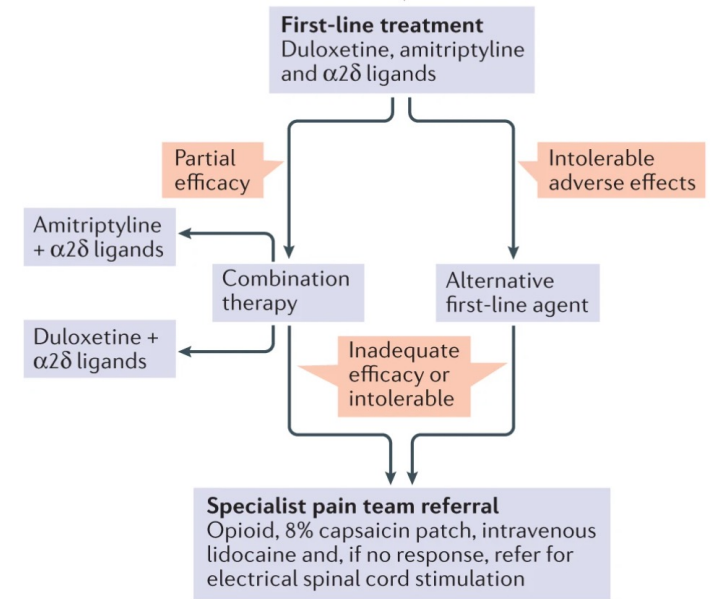 First-line treatment
Duloxetine, amitriptyline
and α2δ ligands
Partial
efficacy
Intolerable
adverse effects
Amitriptyline
+ α2δ ligands
Combination
therapy
Alternative
first-line agent
Duloxetine +
α2δ ligands
Inadequate
efficacy or
intolerable
Specialist pain team referral
Opioid, 8% capsaicin patch, intravenous
lidocaine and, if no response, refer for
electrical spinal cord stimulation